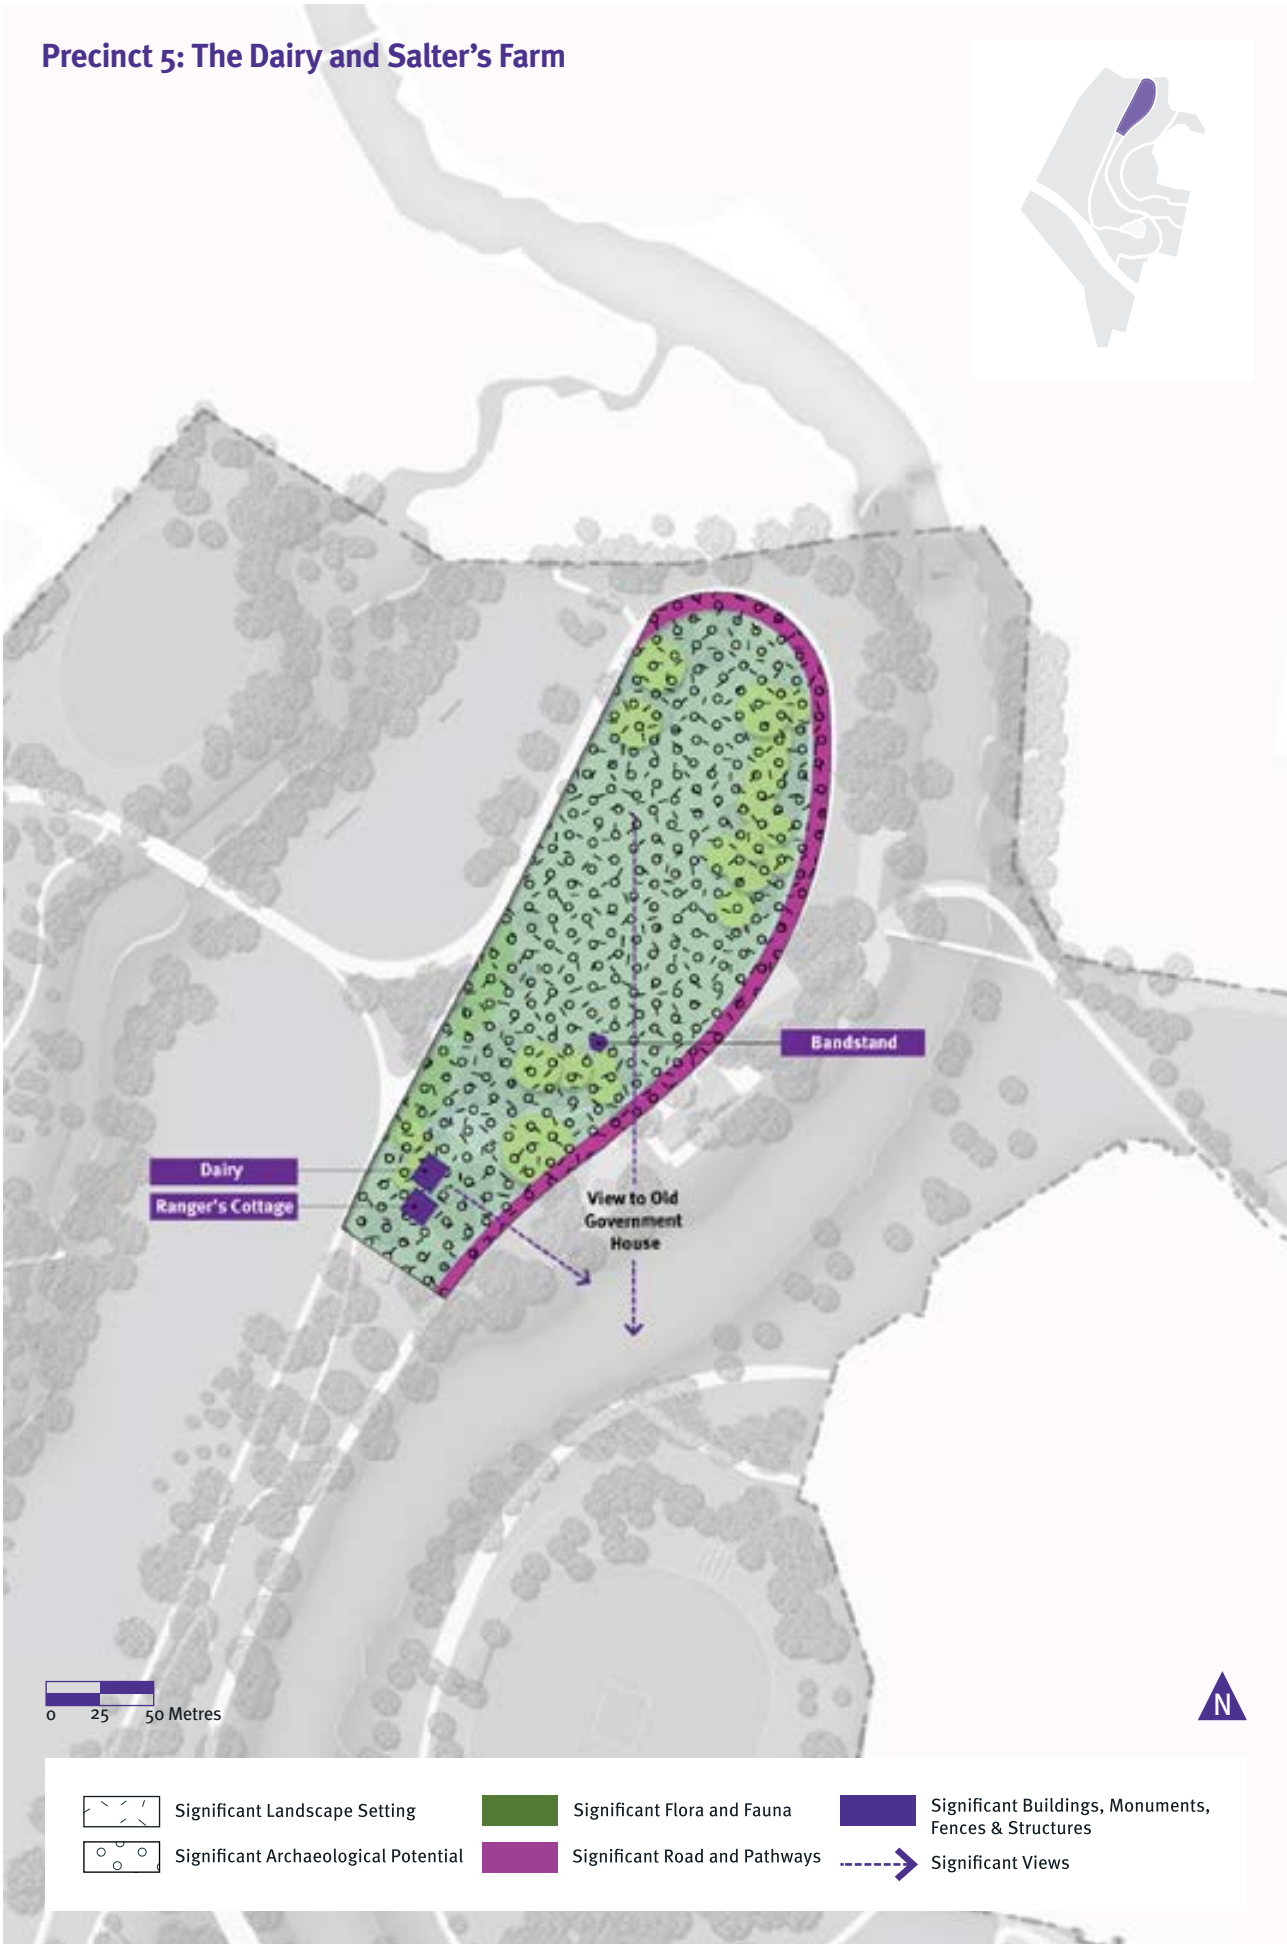 Precinct 5: The Dairy and Salter’s Farm
Bandstand
Dairy
Ranger's Cottage
View to Old
Government
House
0 25 50 Metres
N
Significant Landscape Setting
Significant Archaeological Potential
Significant Flora and Fauna
Significant Road and Pathways
Significant Buildings, Monuments,
Fences & Structures
Significant Views